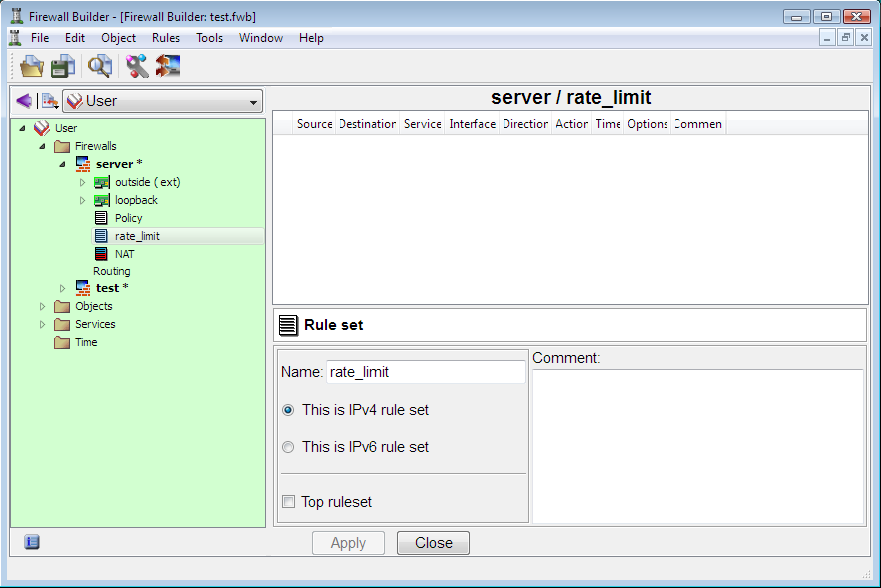 Firewall Builder - [Firewall Builder: test.fwb]
File Edit Object Rules Tools Window Help
User
server / rate_limit
Source Destination Service Interface Direction Action Time Options Commen
User
Firewalls
server *
outside ( ext)
loopback
Policy
rate_limit
NAT
Routing
test *
Objects
Services
Time
Rule set
Name: rate_limit
Comment:
This is IPv4 rule set
This is IPv6 rule set
Top ruleset
Apply Close